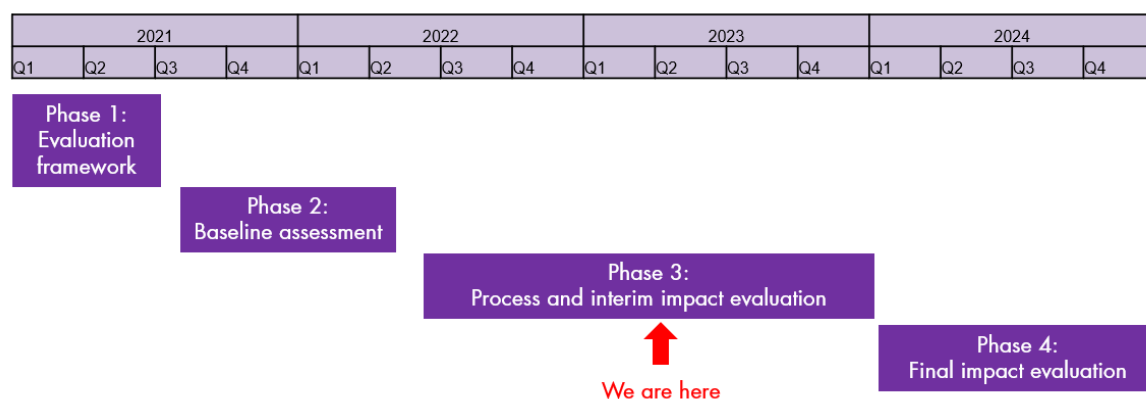 2021 2022 2023 2024
Q1 Q2 Q3 Q4 Q1 Q2 Q3 Q4 Q1 Q2 Q3 Q4 Q1 Q2 Q3 Q4
Phase 1:
Evaluation
framework
Phase 2:
Baseline assessment
Phase 3:
Process and interim impact evaluation
Phase 4:
Final impact evaluation
We are here